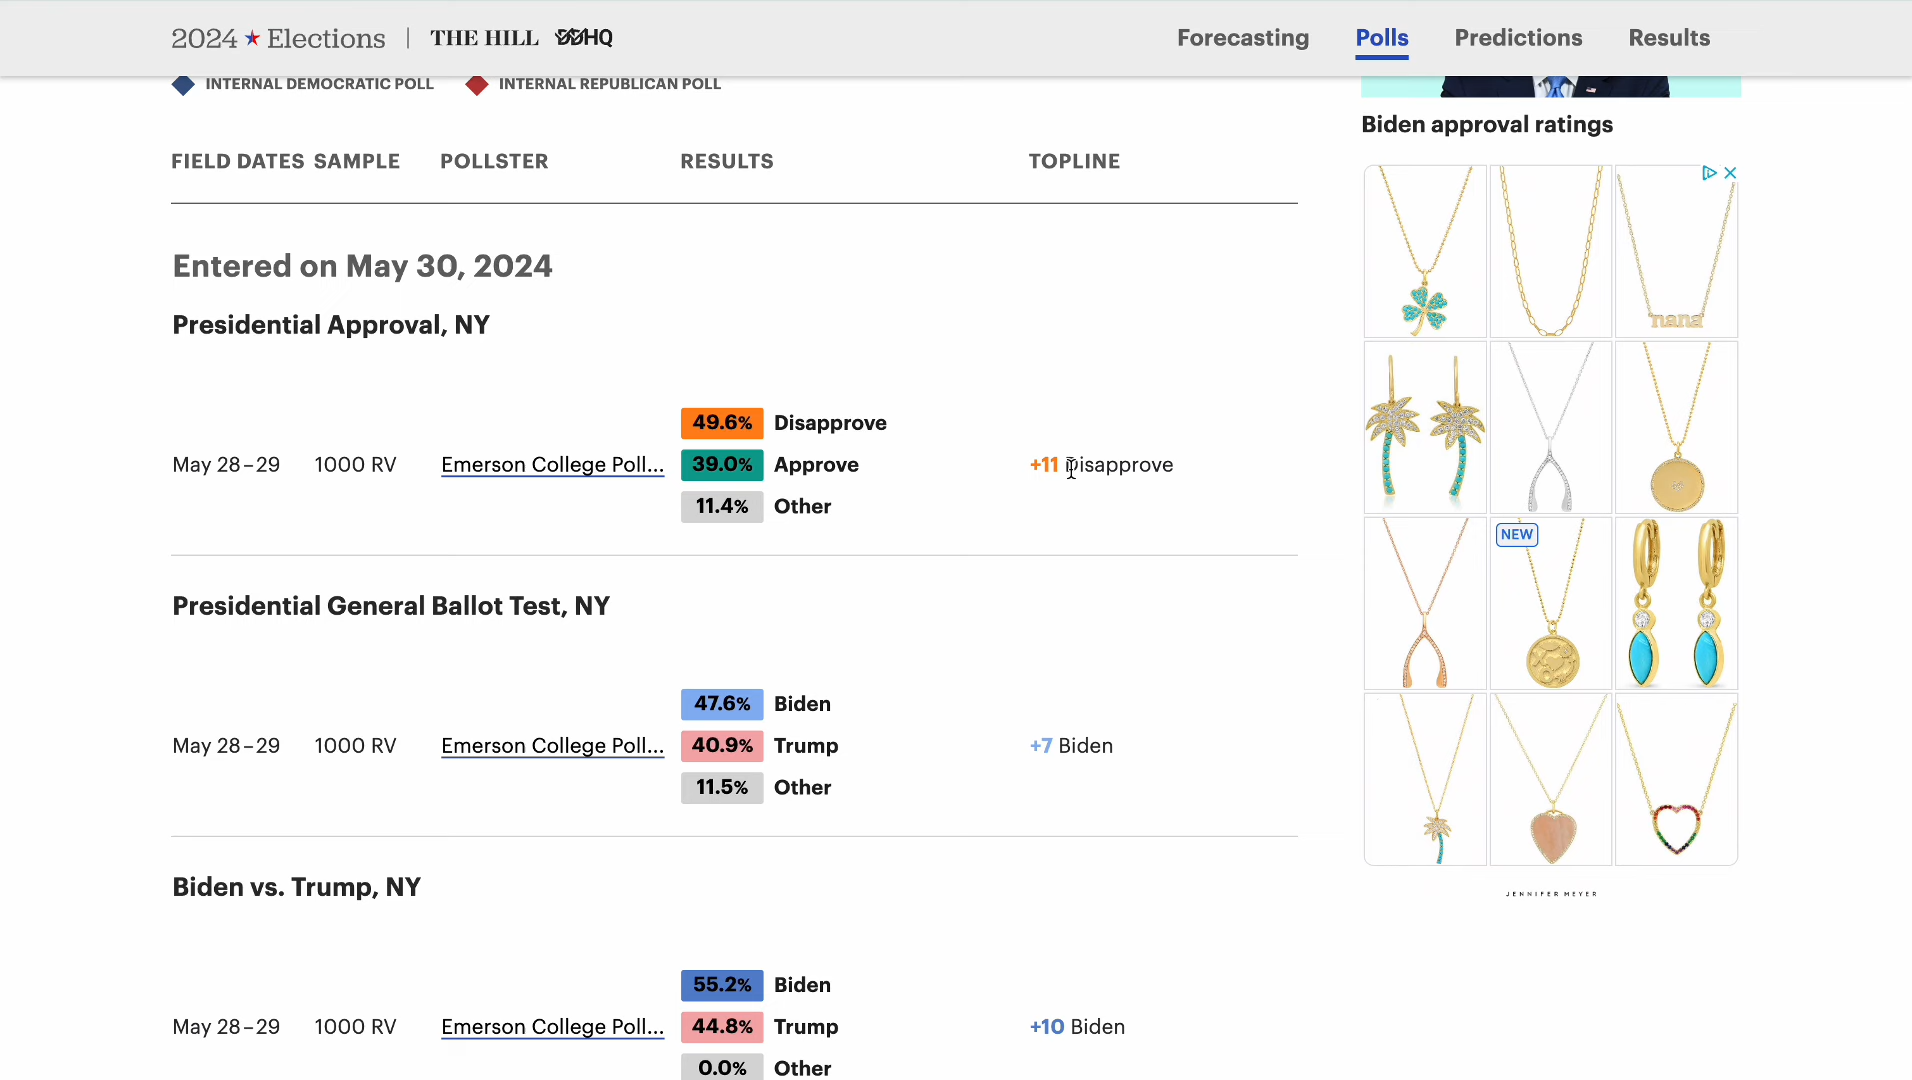 2024 ★ Elections | THE HILL DDHQ
Forecasting Polls Predictions Results
INTERNAL DEMOCRATIC POLL INTERNAL REPUBLICAN POLL
FIELD DATES SAMPLE POLLSTER RESULTS TOPLINE
Entered on May 30, 2024
Presidential Approval, NY
49.6% Disapprove
May 28–29 1000 RV Emerson College Poll... 39.0% Approve +11 Disapprove
11.4% Other
Presidential General Ballot Test, NY
47.6% Biden
May 28–29 1000 RV Emerson College Poll... 40.9% Trump +7 Biden
11.5% Other
Biden vs. Trump, NY
55.2% Biden
May 28–29 1000 RV Emerson College Poll... 44.8% Trump +10 Biden
0.0% Other
Biden approval ratings
nana
NEW
JENNIFER MEYER